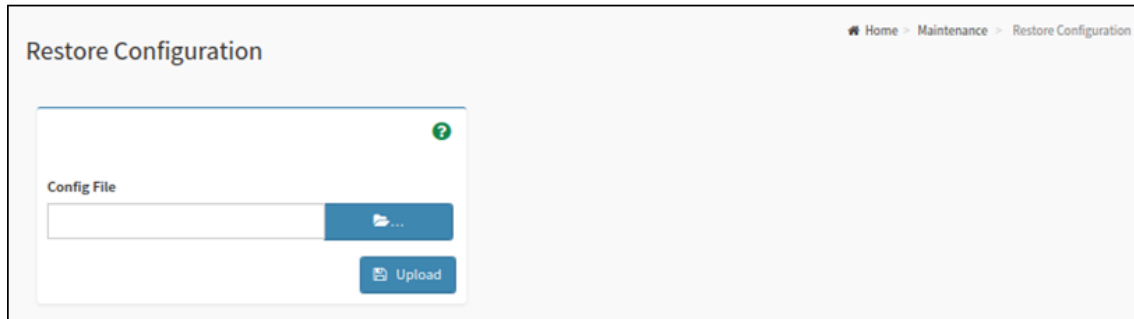 Home > Maintenance > Restore Configuration
Restore Configuration
?
Config File
...
Upload